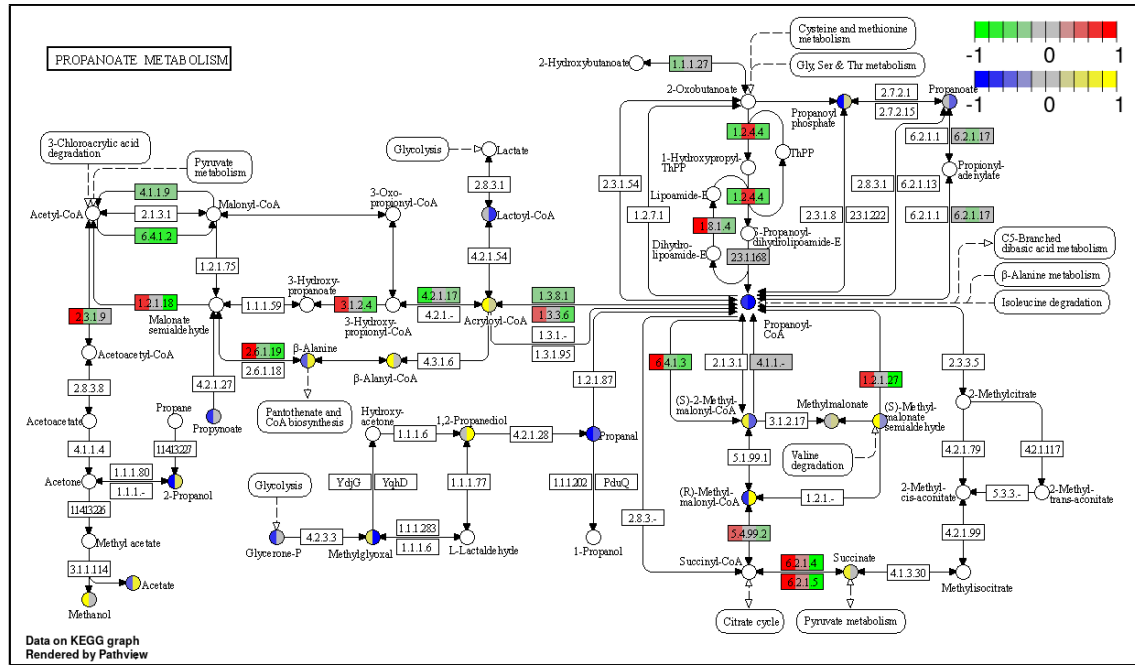 PROPANOATE METABOLISM
-1 0 1
-1 0 1
Cysteine and methionine
metabolism
Gly, Ser & Thr metabolism
2-Hydroxybutanoate
1.1.1.27
2-Oxobutanoate
Propanoyl
phosphate
2.7.2.1
2.7.2.15
Propanoate
6.2.1.1
6.2.1.17
Propionyl-
adenylate
6.2.1.1
6.2.1.17
2.8.3.1
6.2.1.13
2.3.1.8
2.3.1.222
2.3.1.54
1.2.7.1
1.2.4.4
ThPP
1-Hydroxypropyl-
ThPP
Lipoamide-E
1.2.4.4
1.8.1.4
S-Propanoyl-
dihydrolipoamide-E
Dihydro-
lipoamide-E
2.3.1.168
C5-Branched
dibasic acid metabolism
β-Alanine metabolism
Isoleucine degradation
Propanoyl-CoA
3-Chloroacrylic acid
degradation
Pyruvate
metabolism
Glycolysis
Lactate
2.8.3.1
Lactoyl-CoA
4.2.1.54
Acetyl-CoA
4.1.1.9
2.1.3.1
6.4.1.2
Malonyl-CoA
3-Oxo-
propionyl-CoA
1.2.1.75
1.2.1.18
Malonate
semialdehyde
1.1.1.59
3-Hydroxy-
propanoate
3.1.2.4
3-Hydroxy-
propionyl-CoA
4.2.1.17
4.2.1.-
Acryloyl-CoA
1.3.8.1
1.3.3.6
1.3.1.-
1.3.1.95
2.3.1.9
Acetoacetyl-CoA
2.8.3.8
Acetoacetate
4.1.1.4
Acetone
2.6.1.19
2.6.1.18
β-Alanine
4.3.1.6
β-Alanyl-CoA
4.2.1.27
Propynoate
Pantothenate and
CoA biosynthesis
1.2.1.87
Propane
1.14.13.227
1.1.1.80
1.1.1.-
2-Propanol
1.14.13.226
Methyl acetate
3.1.1.114
Acetate
Methanol
Hydroxy-
acetone
1.1.1.6
1,2-Propanediol
4.2.1.28
Propanal
Glycolysis
YdjG
YqhD
1.1.1.77
1.1.1.202
PduQ
Glycerone-P
4.2.3.3
Methylglyoxal
1.1.1.283
1.1.1.6
L-Lactaldehyde
1-Propanol
6.4.1.3
2.1.3.1
4.1.1.-
1.2.1.27
(S)-2-Methyl-
malonyl-CoA
3.1.2.17
Methylmalonate
(S)-Methyl-
malonate
semialdehyde
Valine
degradation
5.1.99.1
(R)-Methyl-
malonyl-CoA
1.2.1.-
2.8.3.-
5.4.99.2
Succinyl-CoA
6.2.1.4
6.2.1.5
Succinate
4.1.3.30
Methylisocitrate
Citrate cycle
Pyruvate metabolism
2.3.3.5
2-Methylcitrate
4.2.1.79
4.2.1.117
2-Methyl-
cis-aconitate
5.3.3.-
2-Methyl-
trans-aconitate
4.2.1.99
Data on KEGG graph
Rendered by Pathview